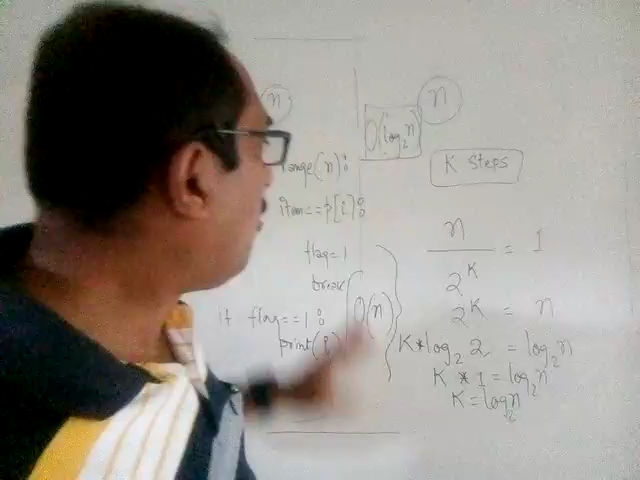 n
range(n):
item==p[i]:
flag=1
break
if flag==1:
print(i)
O(n)
O(log₂n)
n
K Steps
n
/ 2^K = 1
2^K = n
K*log₂2 = log₂n
K*1=log₂n
K=log₂n